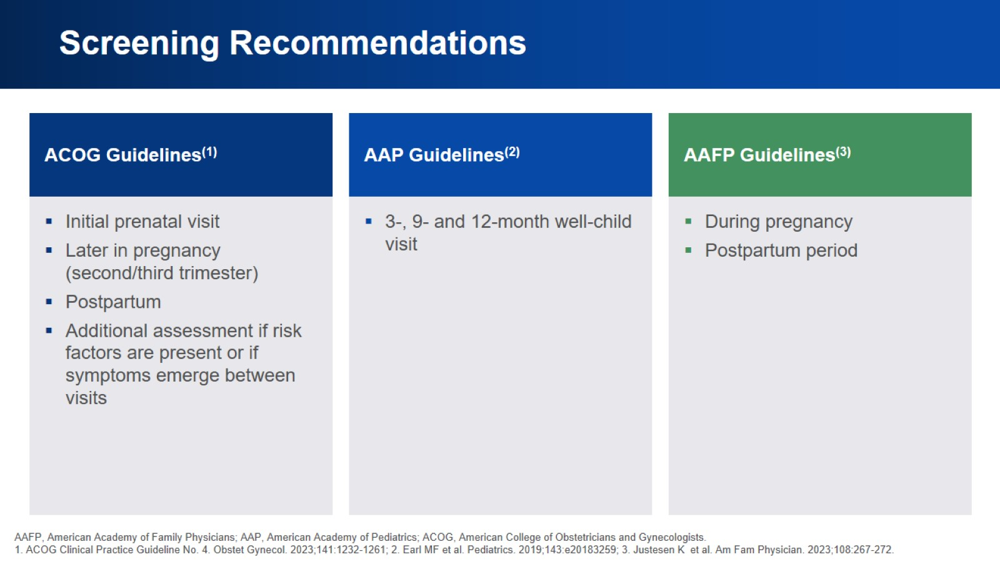 Screening Recommendations
ACOG Guidelines(1)
▪ Initial prenatal visit
▪ Later in pregnancy
(second/third trimester)
▪ Postpartum
▪ Additional assessment if risk
factors are present or if
symptoms emerge between
visits
AAP Guidelines(2)
▪ 3-, 9- and 12-month well-child
visit
AAFP Guidelines(3)
▪ During pregnancy
▪ Postpartum period
AAFP, American Academy of Family Physicians; AAP, American Academy of Pediatrics; ACOG, American College of Obstetricians and Gynecologists.
1. ACOG Clinical Practice Guideline No. 4. Obstet Gynecol. 2023;141:1232-1261; 2. Earl MF et al. Pediatrics. 2019;143:e20183259; 3. Justesen K et al. Am Fam Physician. 2023;108:267-272.